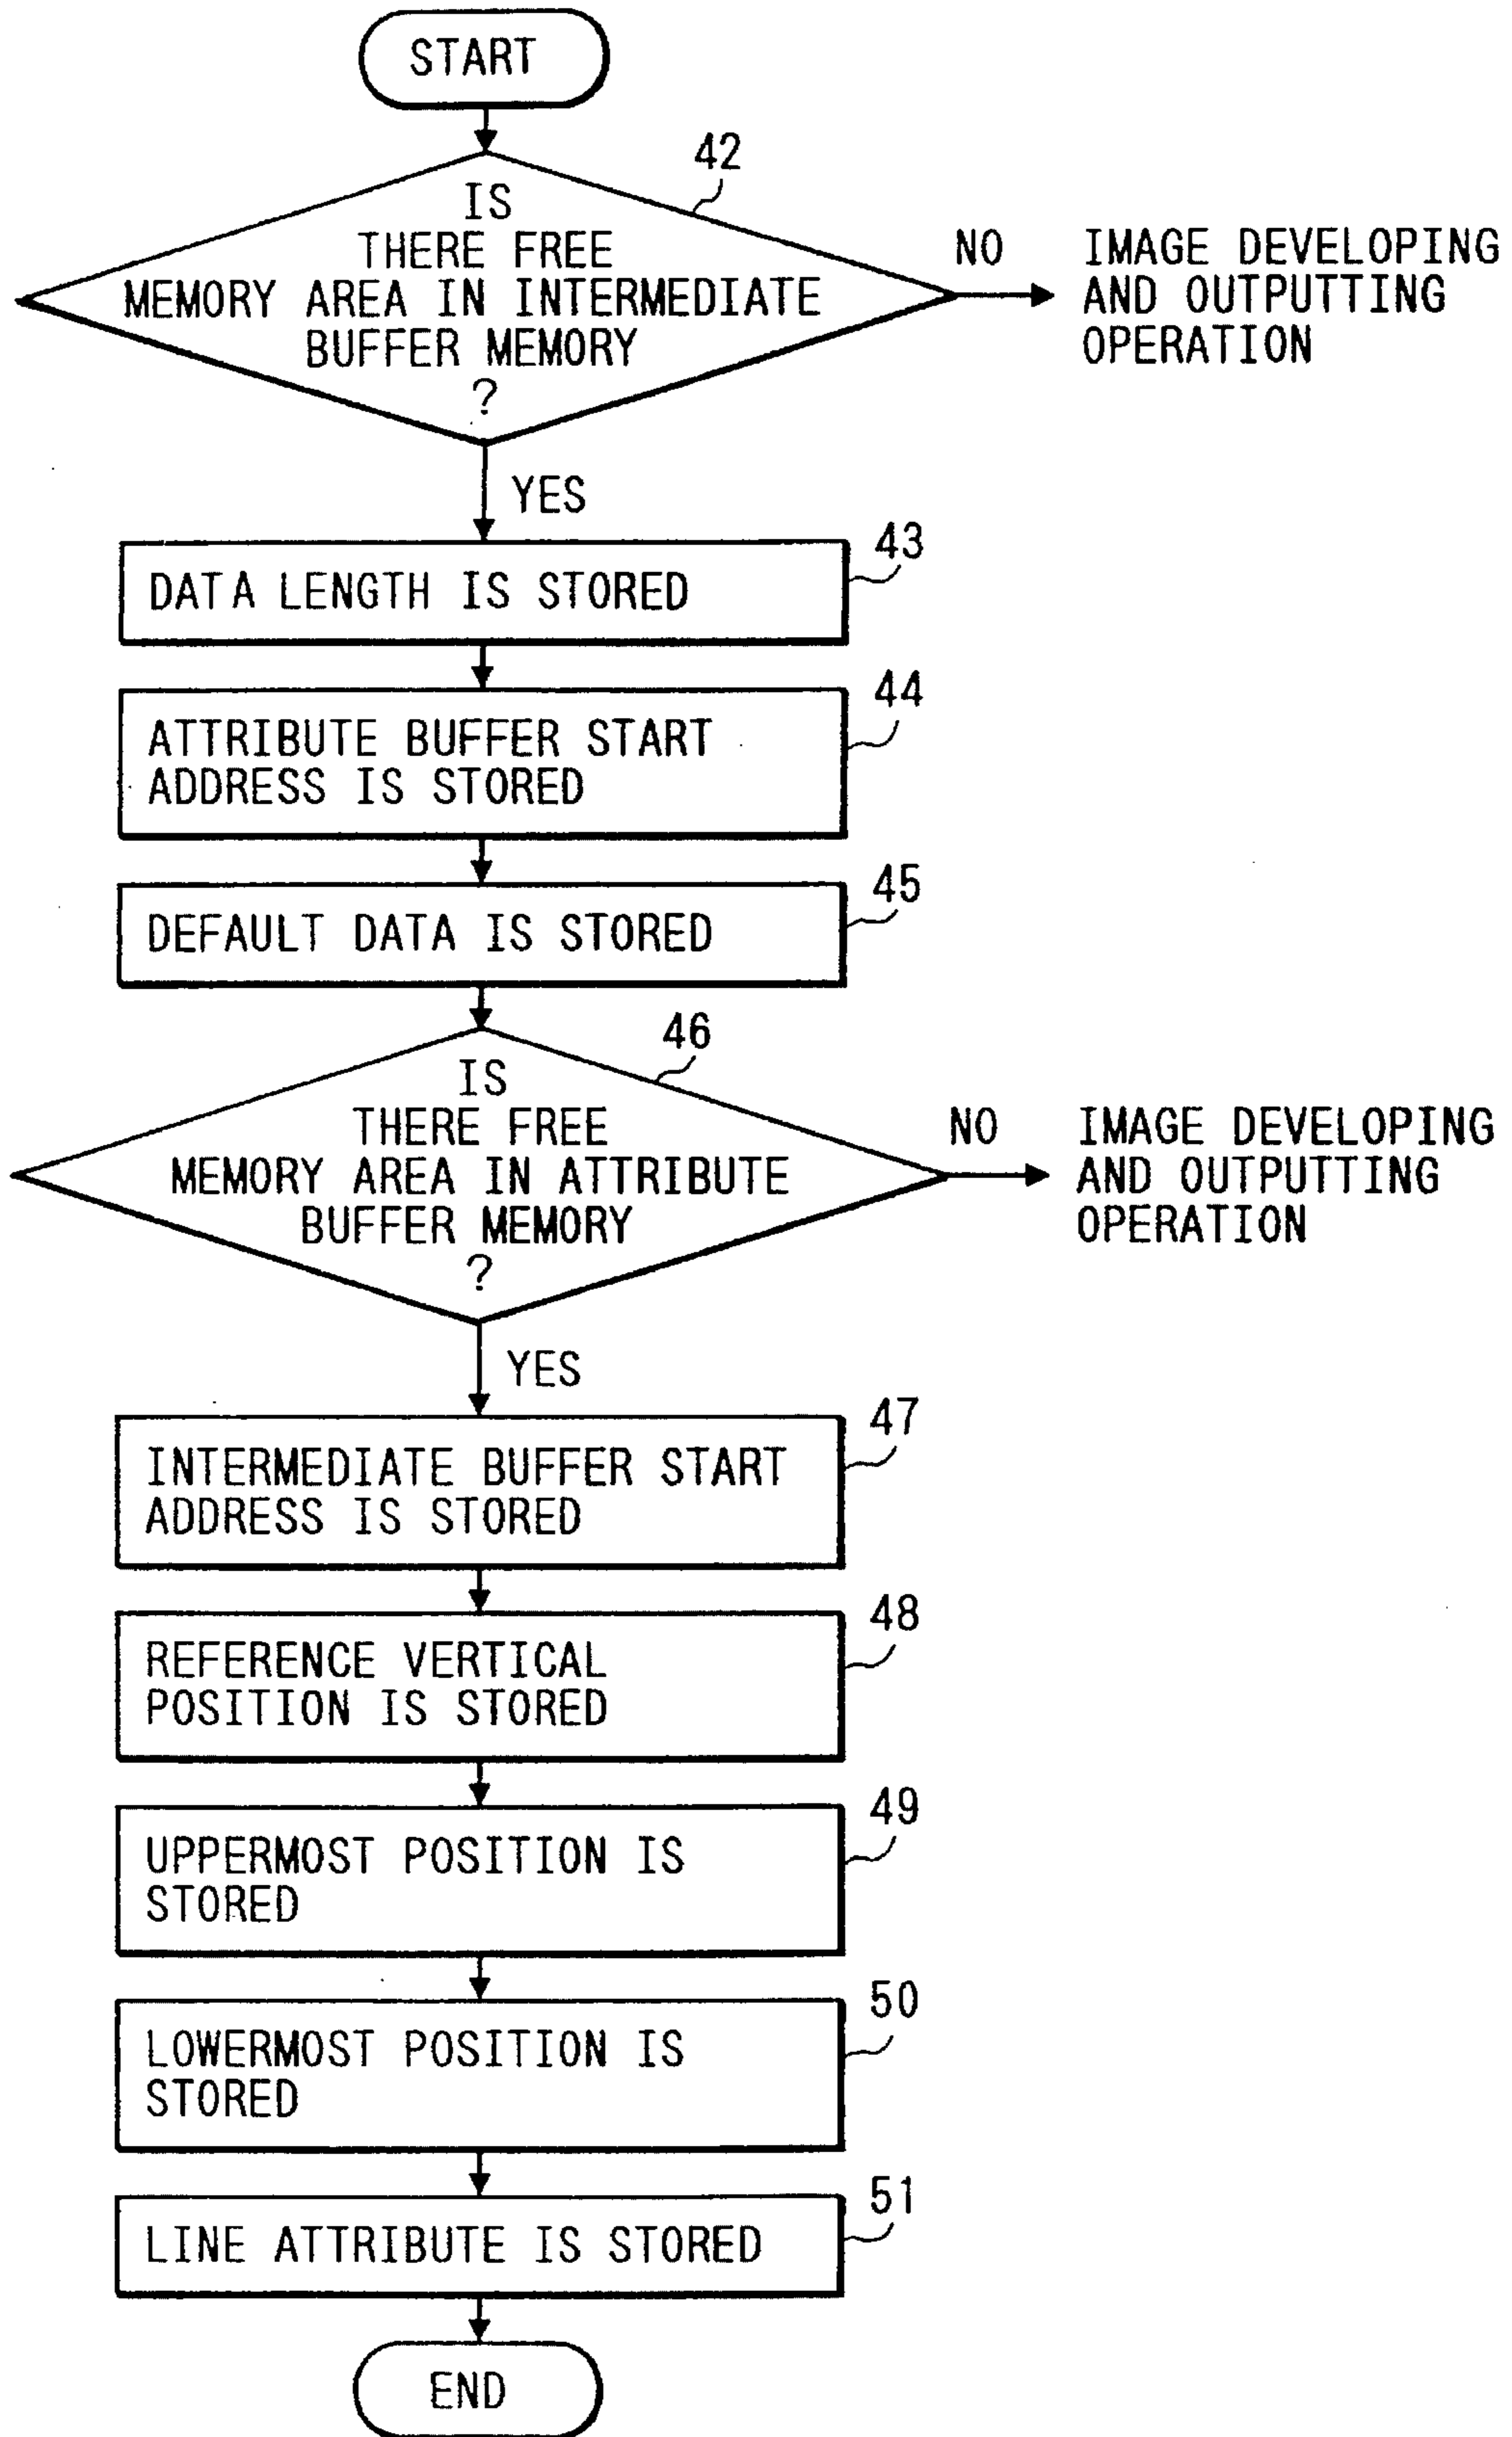 START
42
IS
THERE FREE
MEMORY AREA IN INTERMEDIATE
BUFFER MEMORY
?
NO
IMAGE DEVELOPING
AND OUTPUTTING
OPERATION
YES
43
DATA LENGTH IS STORED
44
ATTRIBUTE BUFFER START
ADDRESS IS STORED
45
DEFAULT DATA IS STORED
46
IS
THERE FREE
MEMORY AREA IN ATTRIBUTE
BUFFER MEMORY
?
NO
IMAGE DEVELOPING
AND OUTPUTTING
OPERATION
YES
47
INTERMEDIATE BUFFER START
ADDRESS IS STORED
48
REFERENCE VERTICAL
POSITION IS STORED
49
UPPERMOST POSITION IS
STORED
50
LOWERMOST POSITION IS
STORED
51
LINE ATTRIBUTE IS STORED
END